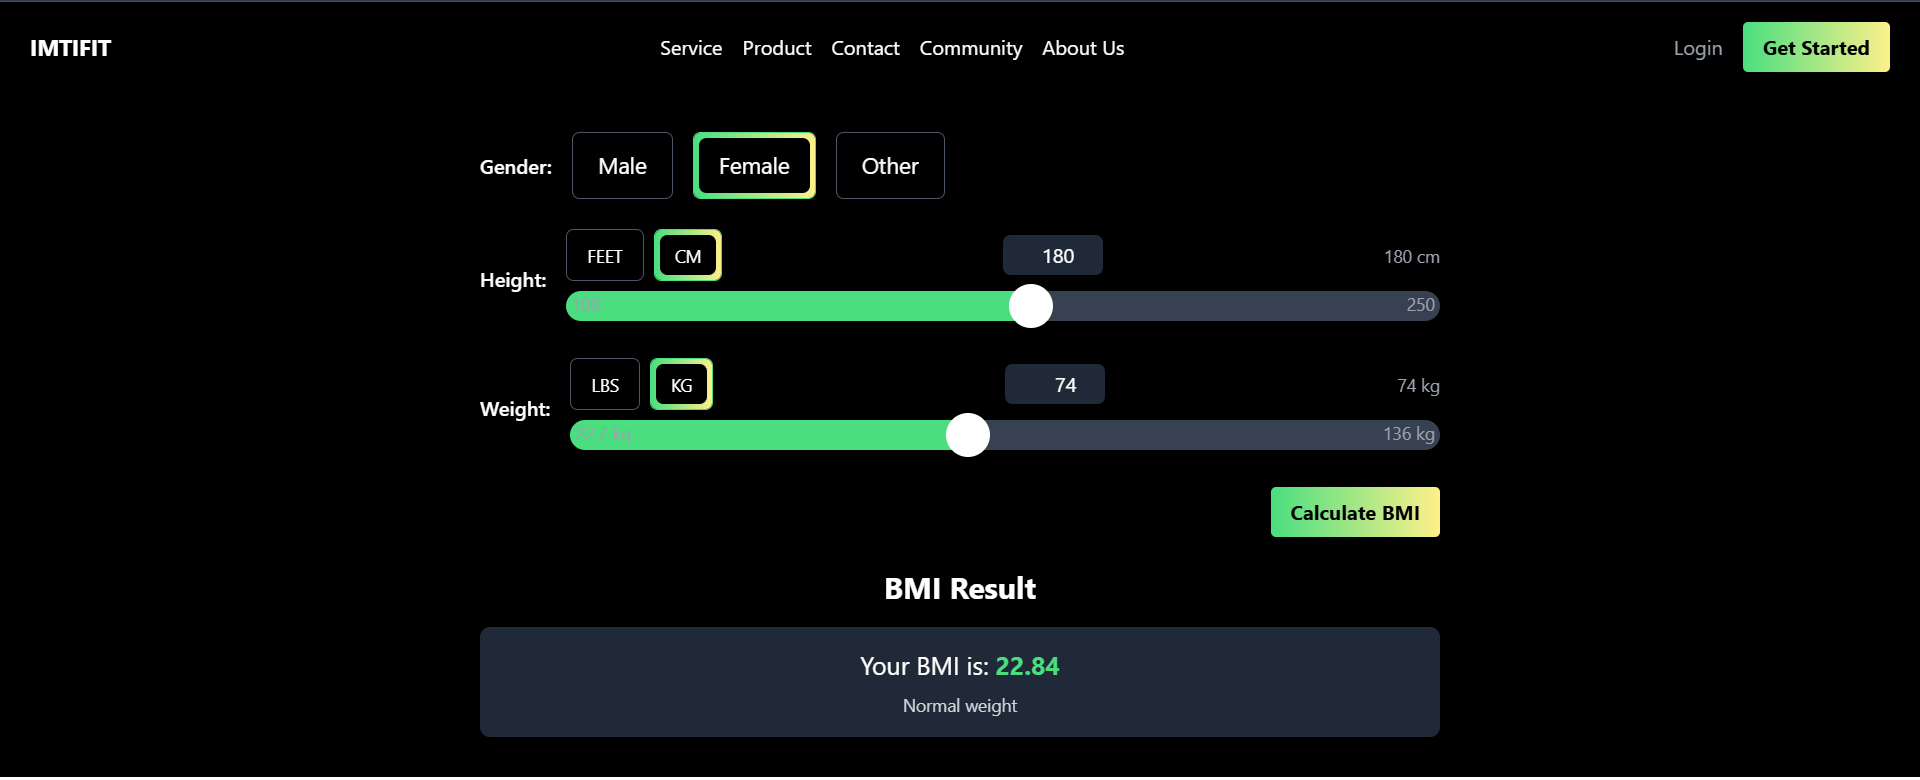 IMTIFIT Service Product Contact Community About Us Login Get Started
Gender: Male Female Other
FEET CM 180 180 cm
Height:
100 250
LBS KG 74 74 kg
Weight:
22.7 kg 136 kg
Calculate BMI
BMI Result
Your BMI is: 22.84
Normal weight